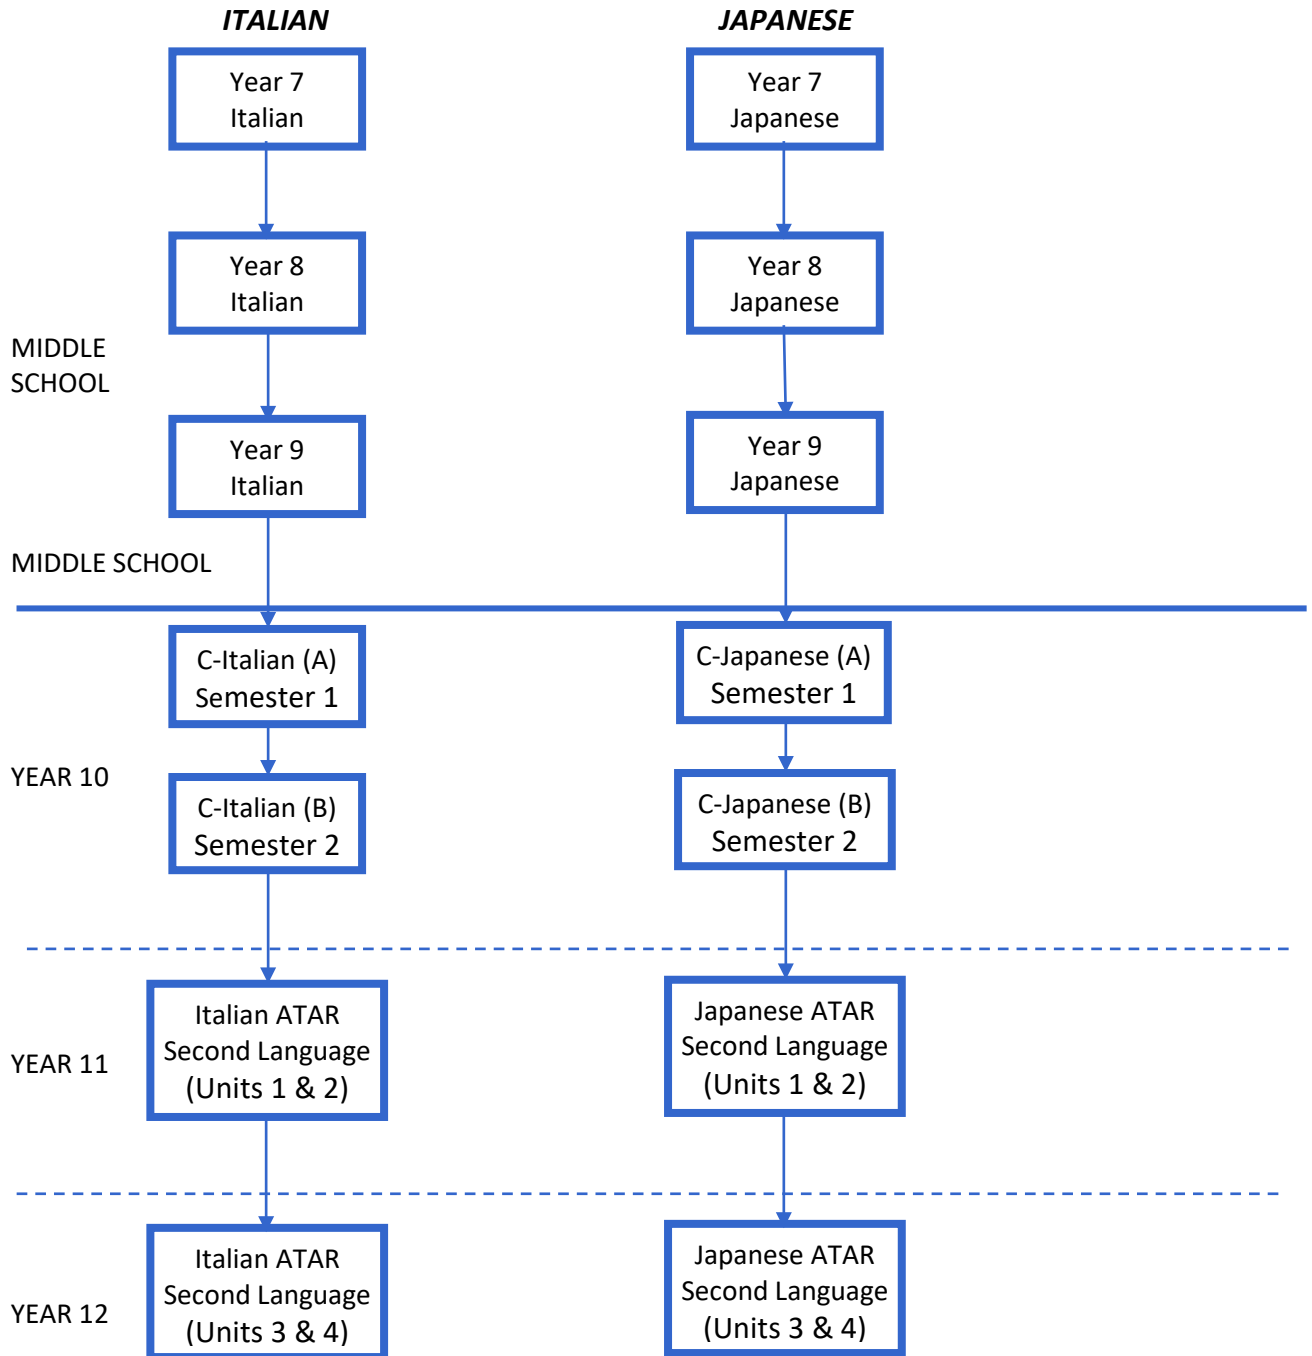 ITALIAN
JAPANESE
Year 7
Italian
Year 7
Japanese
Year 8
Italian
Year 8
Japanese
MIDDLE
SCHOOL
Year 9
Italian
Year 9
Japanese
MIDDLE SCHOOL
C-Italian (A)
Semester 1
C-Japanese (A)
Semester 1
YEAR 10
C-Italian (B)
Semester 2
C-Japanese (B)
Semester 2
YEAR 11
Italian ATAR
Second Language
(Units 1 & 2)
Japanese ATAR
Second Language
(Units 1 & 2)
YEAR 12
Italian ATAR
Second Language
(Units 3 & 4)
Japanese ATAR
Second Language
(Units 3 & 4)